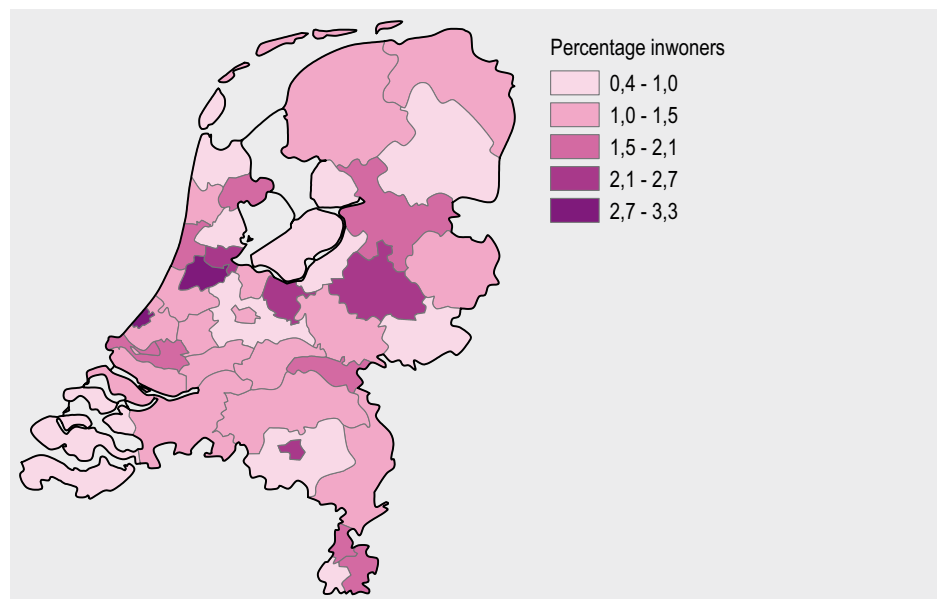 Percentage inwoners
0,4 - 1,0
1,0 - 1,5
1,5 - 2,1
2,1 - 2,7
2,7 - 3,3